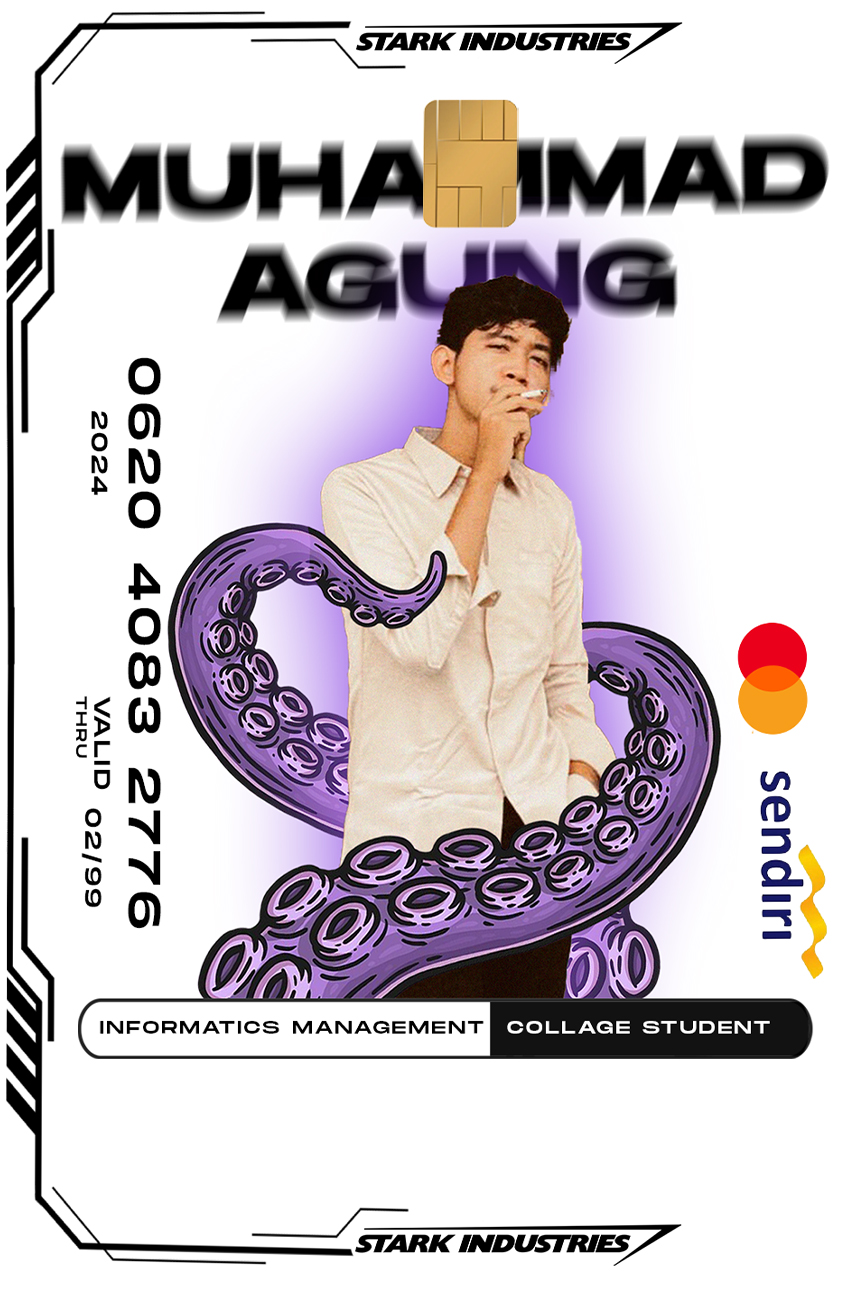 STARK INDUSTRIES
MUHAMMAD
AGUNG
0620 4083 2776
2024
VALID
THRU
02/99
sendiri
INFORMATICS MANAGEMENT
COLLAGE STUDENT
STARK INDUSTRIES